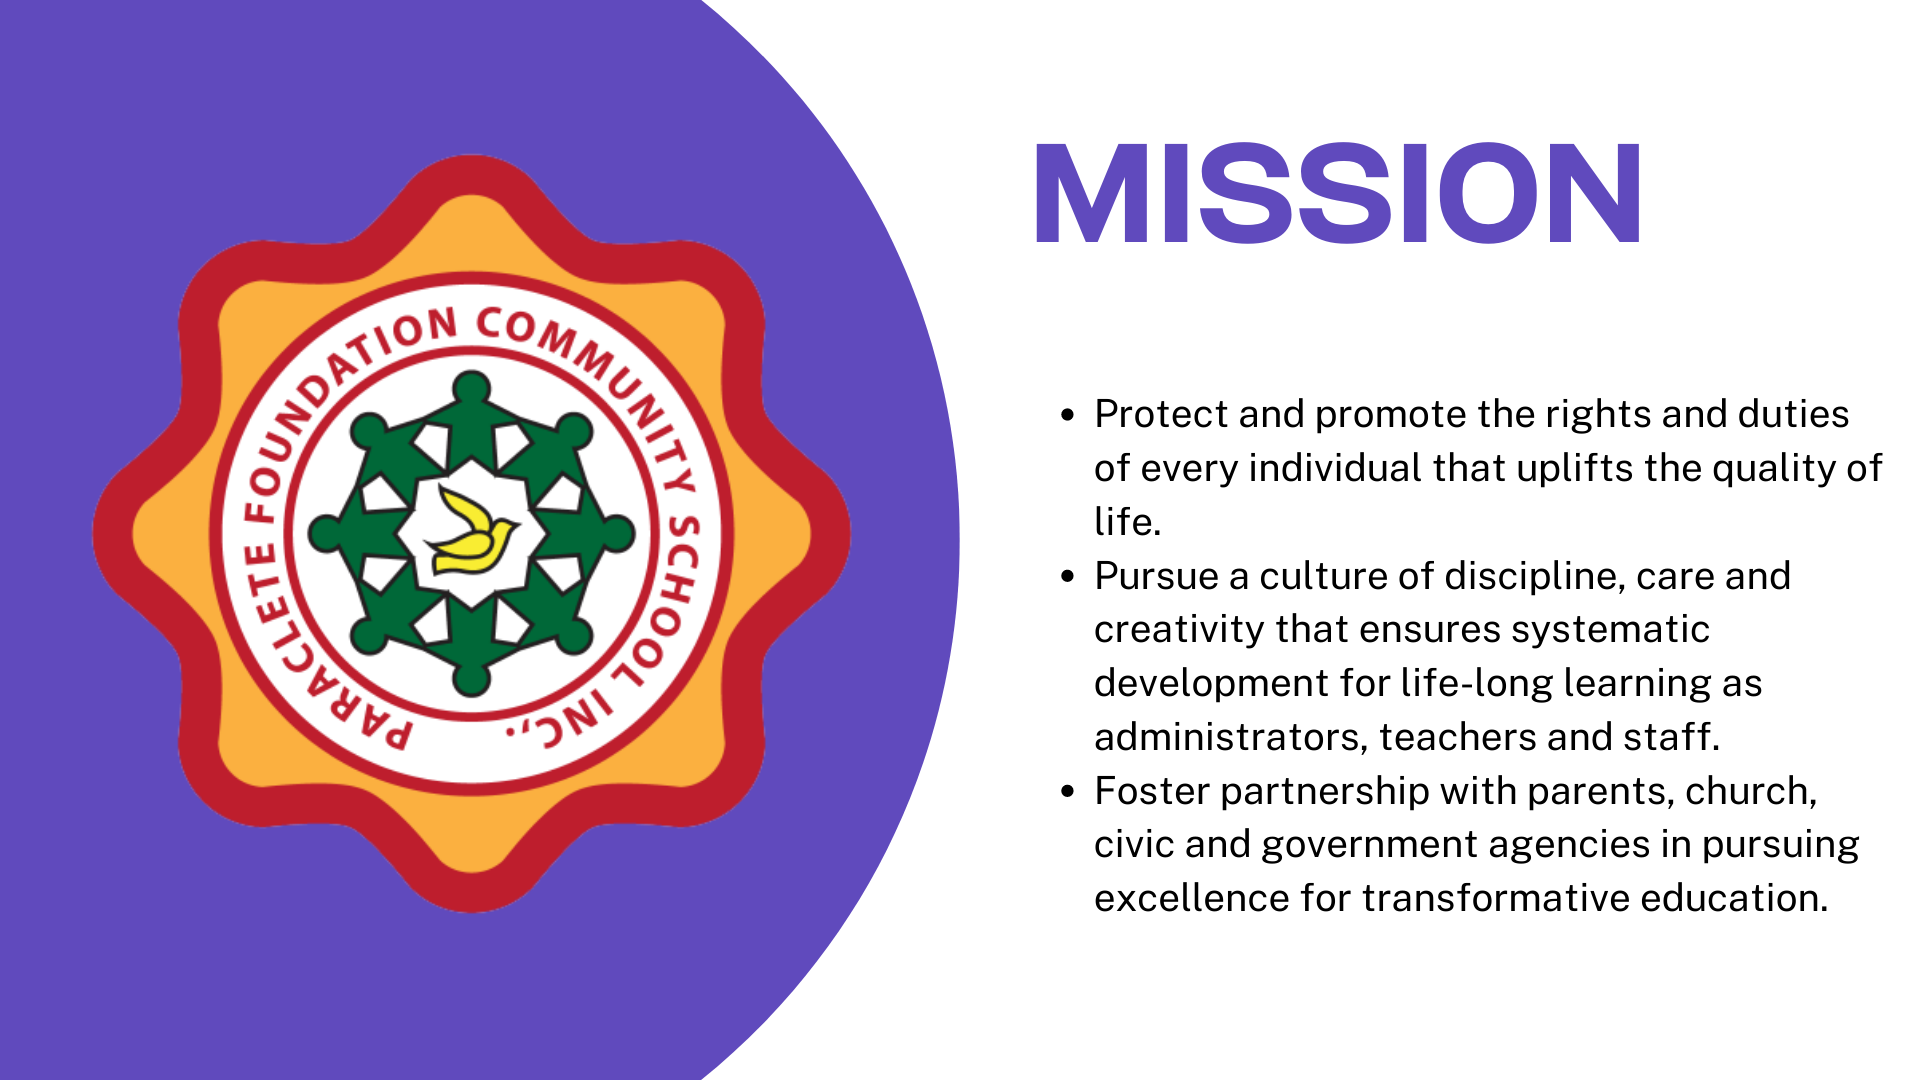 PARACLETE FOUNDATION COMMUNITY SCHOOL INC,.
MISSION
• Protect and promote the rights and duties
of every individual that uplifts the quality of
life.
• Pursue a culture of discipline, care and
creativity that ensures systematic
development for life-long learning as
administrators, teachers and staff.
• Foster partnership with parents, church,
civic and government agencies in pursuing
excellence for transformative education.